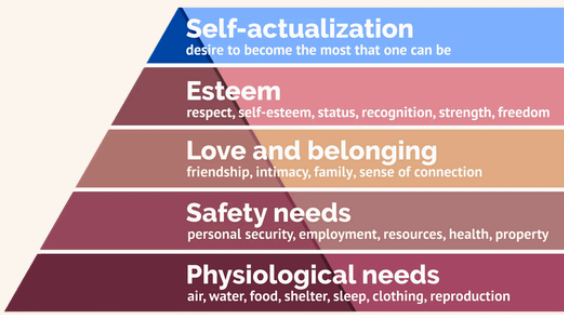 Self-actualization
desire to become the most that one can be
Esteem
respect, self-esteem, status, recognition, strength, freedom
Love and belonging
friendship, intimacy, family, sense of connection
Safety needs
personal security, employment, resources, health, property
Physiological needs
air, water, food, shelter, sleep, clothing, reproduction